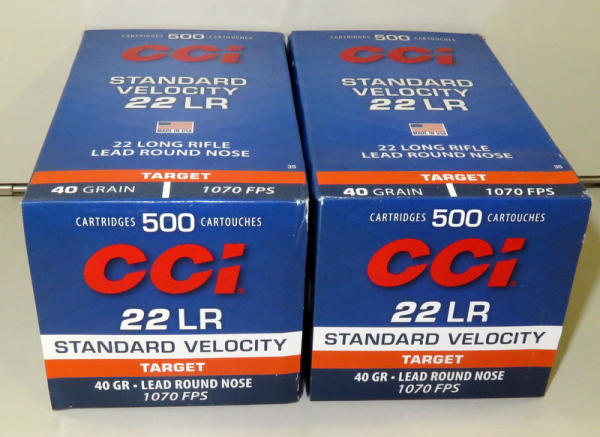 CARTRIDGES 500 CARTOUCHES
CCi
STANDARD
VELOCITY
22 LR
MADE IN USA
22 LONG RIFLE
LEAD ROUND NOSE
35
TARGET
40 GRAIN 1070 FPS
CARTRIDGES 500 CARTOUCHES
CCi
22 LR
STANDARD VELOCITY
TARGET
40 GR • LEAD ROUND NOSE
1070 FPS
CARTRIDGES 500 CARTOUCHES
CCi
STANDARD
VELOCITY
22 LR
MADE IN USA
22 LONG RIFLE
LEAD ROUND NOSE
35
TARGET
40 GRAIN 1070 FPS
CARTRIDGES 500 CARTOUCHES
CCi
22 LR
STANDARD VELOCITY
TARGET
40 GR • LEAD ROUND NOSE
1070 FPS